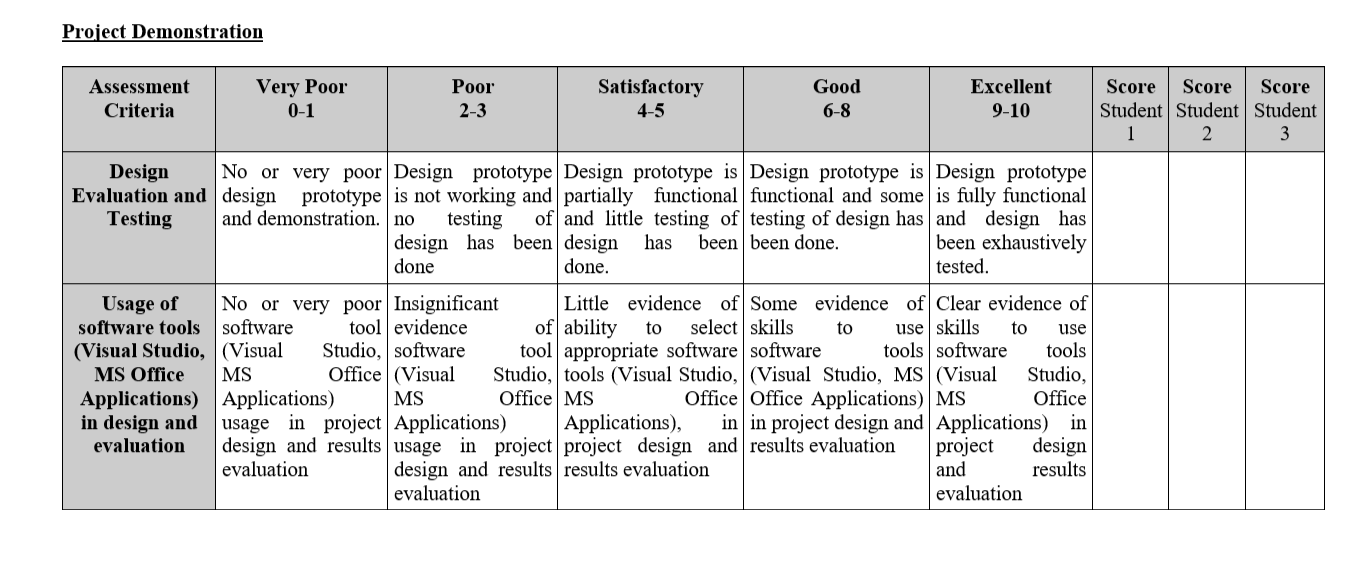 Project Demonstration
Assessment
Criteria
Very Poor
0-1
Poor
2-3
Satisfactory
4-5
Good
6-8
Excellent
9-10
Score
Student
1
Score
Student
2
Score
Student
3
Design
Evaluation and
Testing
No or very poor
design prototype
and demonstration.
Design prototype
is not working and
no testing of
design has been
done
Design prototype is
partially functional
and little testing of
design has been
done.
Design prototype is
functional and some
testing of design has
been done.
Design prototype
is fully functional
and design has
been exhaustively
tested.
Usage of
software tools
(Visual Studio,
MS Office
Applications)
in design and
evaluation
No or very poor
software tool
(Visual Studio,
MS Office
Applications)
usage in project
design and results
evaluation
Insignificant
evidence of
software tool
(Visual Studio,
MS Office
Applications)
usage in project
design and results
evaluation
Little evidence of
ability to select
appropriate software
tools (Visual Studio,
MS Office
Applications), in
project design and
results evaluation
Some evidence of
skills to use
software tools
(Visual Studio, MS
Office Applications)
in project design and
results evaluation
Clear evidence of
skills to use
software tools
(Visual Studio,
MS Office
Applications) in
project design
and results
evaluation